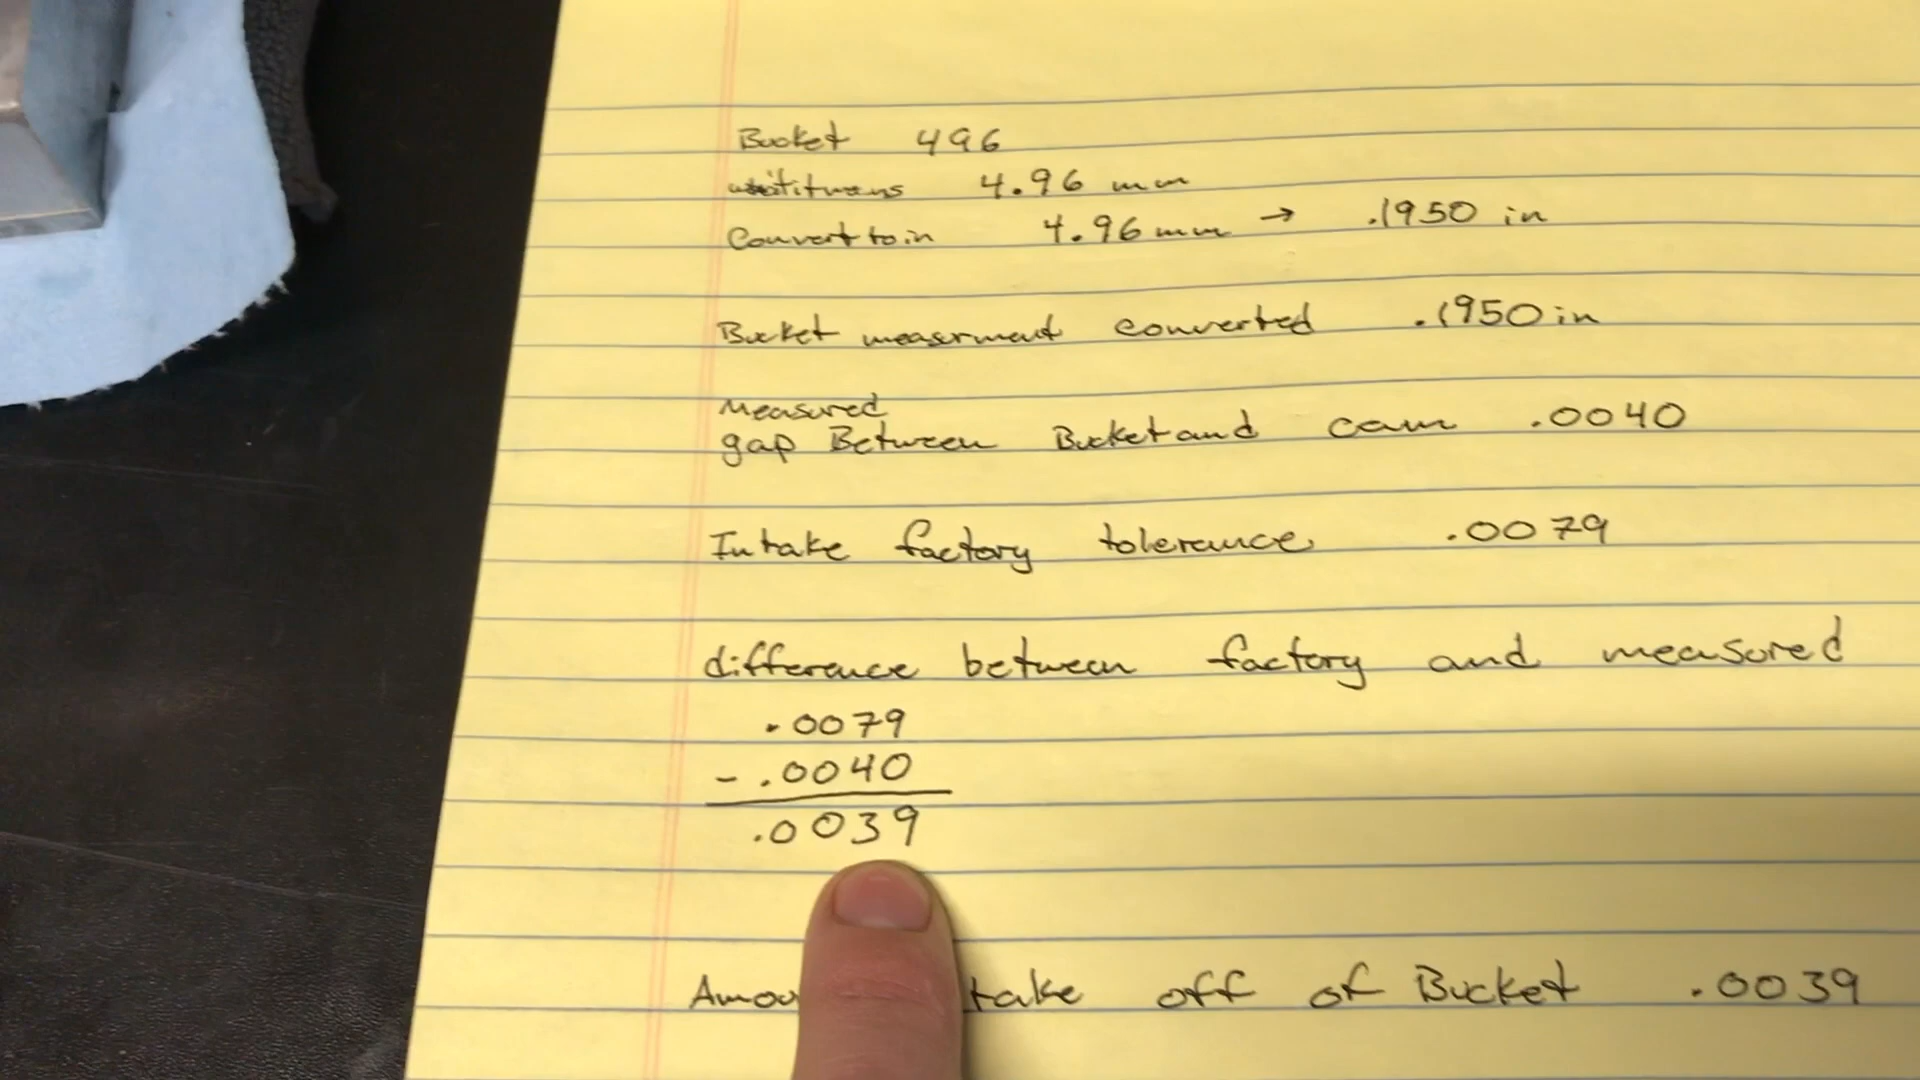 Bucket 496
4.96 mm
Convert to in 4.96 mm → .1950 in
Bucket measurment converted .1950 in
Measured
gap Between Bucket and cam .0040
Intake factory tolerance .0079
difference between factory and measured
.0079
- .0040
.0039
take off of Bucket .0039